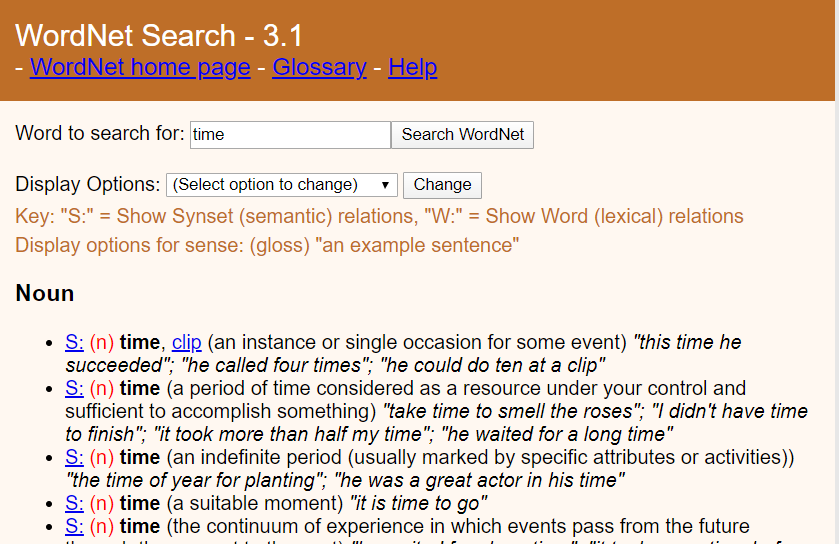 WordNet Search - 3.1
- WordNet home page - Glossary - Help
Word to search for: time Search WordNet
Display Options: (Select option to change) Change
Key: "S:" = Show Synset (semantic) relations, "W:" = Show Word (lexical) relations
Display options for sense: (gloss) "an example sentence"
Noun
• S: (n) time, clip (an instance or single occasion for some event) "this time he
succeeded"; "he called four times"; "he could do ten at a clip"
• S: (n) time (a period of time considered as a resource under your control and
sufficient to accomplish something) "take time to smell the roses"; "I didn't have time
to finish"; "it took more than half my time"; "he waited for a long time"
• S: (n) time (an indefinite period (usually marked by specific attributes or activities))
"the time of year for planting"; "he was a great actor in his time"
• S: (n) time (a suitable moment) "it is time to go"
• S: (n) time (the continuum of experience in which events pass from the future